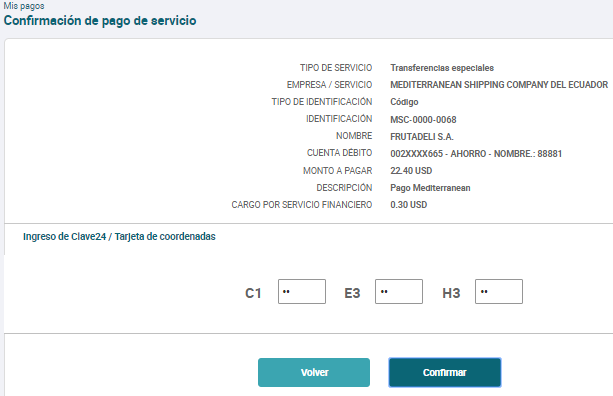 Mis pagos
Confirmación de pago de servicio
TIPO DE SERVICIO Transferencias especiales
EMPRESA / SERVICIO MEDITERRANEAN SHIPPING COMPANY DEL ECUADOR
TIPO DE IDENTIFICACIÓN Código
IDENTIFICACIÓN MSC-0000-0068
NOMBRE FRUTADELI S.A.
CUENTA DÉBITO 002XXXX665 - AHORRO - NOMBRE.: 88881
MONTO A PAGAR 22.40 USD
DESCRIPCIÓN Pago Mediterranean
CARGO POR SERVICIO FINANCIERO 0.30 USD
Ingreso de Clave24 / Tarjeta de coordenadas
C1 •• E3 •• H3 ••
Volver Confirmar